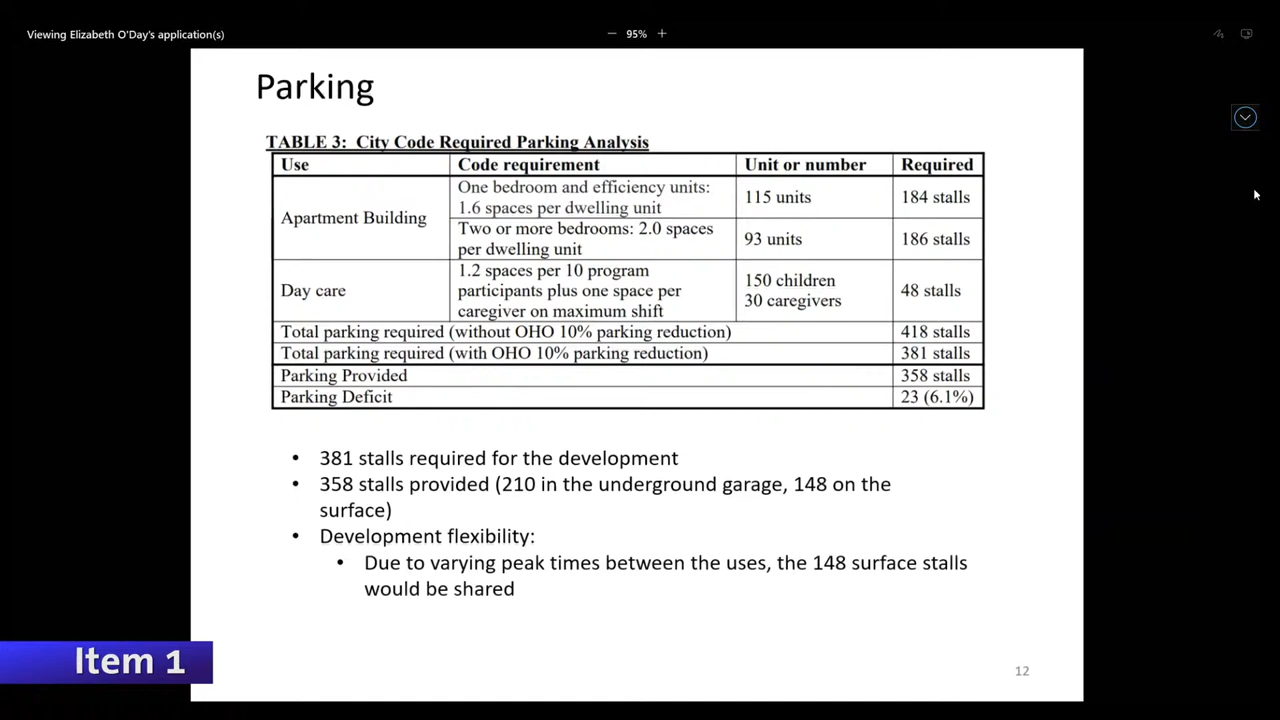 Viewing Elizabeth O'Day's application(s)
95%
Parking
TABLE 3: City Code Required Parking Analysis
Use
Code requirement
Unit or number
Required
Apartment Building
One bedroom and efficiency units:
1.6 spaces per dwelling unit
115 units
184 stalls
Two or more bedrooms: 2.0 spaces
per dwelling unit
93 units
186 stalls
Day care
1.2 spaces per 10 program
participants plus one space per
caregiver on maximum shift
150 children
30 caregivers
48 stalls
Total parking required (without OHO 10% parking reduction)
418 stalls
Total parking required (with OHO 10% parking reduction)
381 stalls
Parking Provided
358 stalls
Parking Deficit
23 (6.1%)
• 381 stalls required for the development
• 358 stalls provided (210 in the underground garage, 148 on the
surface)
• Development flexibility:
• Due to varying peak times between the uses, the 148 surface stalls
would be shared
Item 1
12